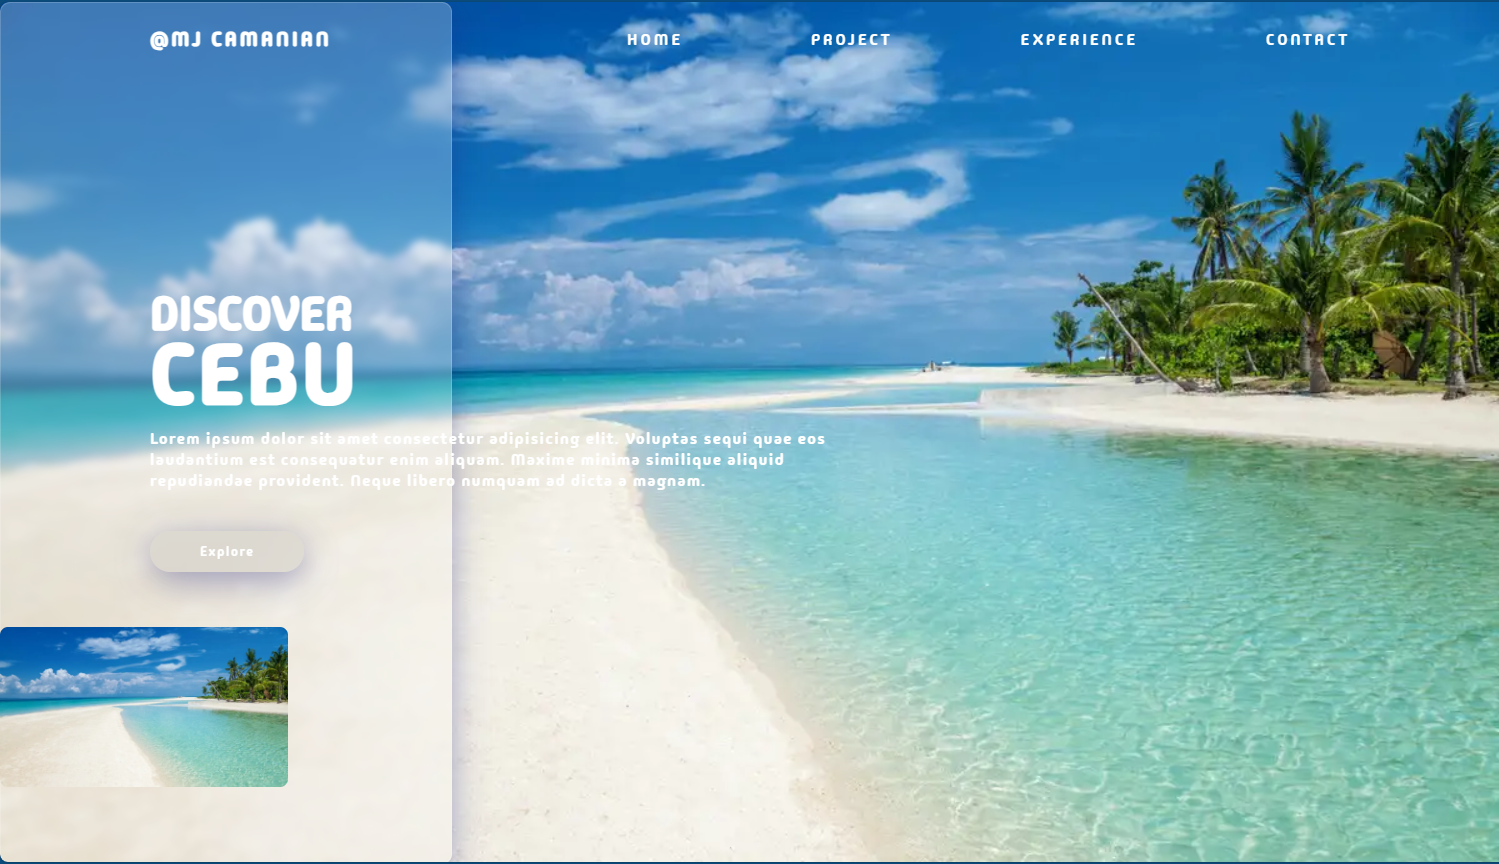 @MJ CAMANIAN
HOME PROJECT EXPERIENCE CONTACT
DISCOVER
CEBU
Lorem ipsum dolor sit amet consectetur adipisicing elit. Voluptas sequi quae eos
laudantium est consequatur enim aliquam. Maxime minima similique aliquid
repudiandae provident. Neque libero numquam ad dicta a magnam.
Explore